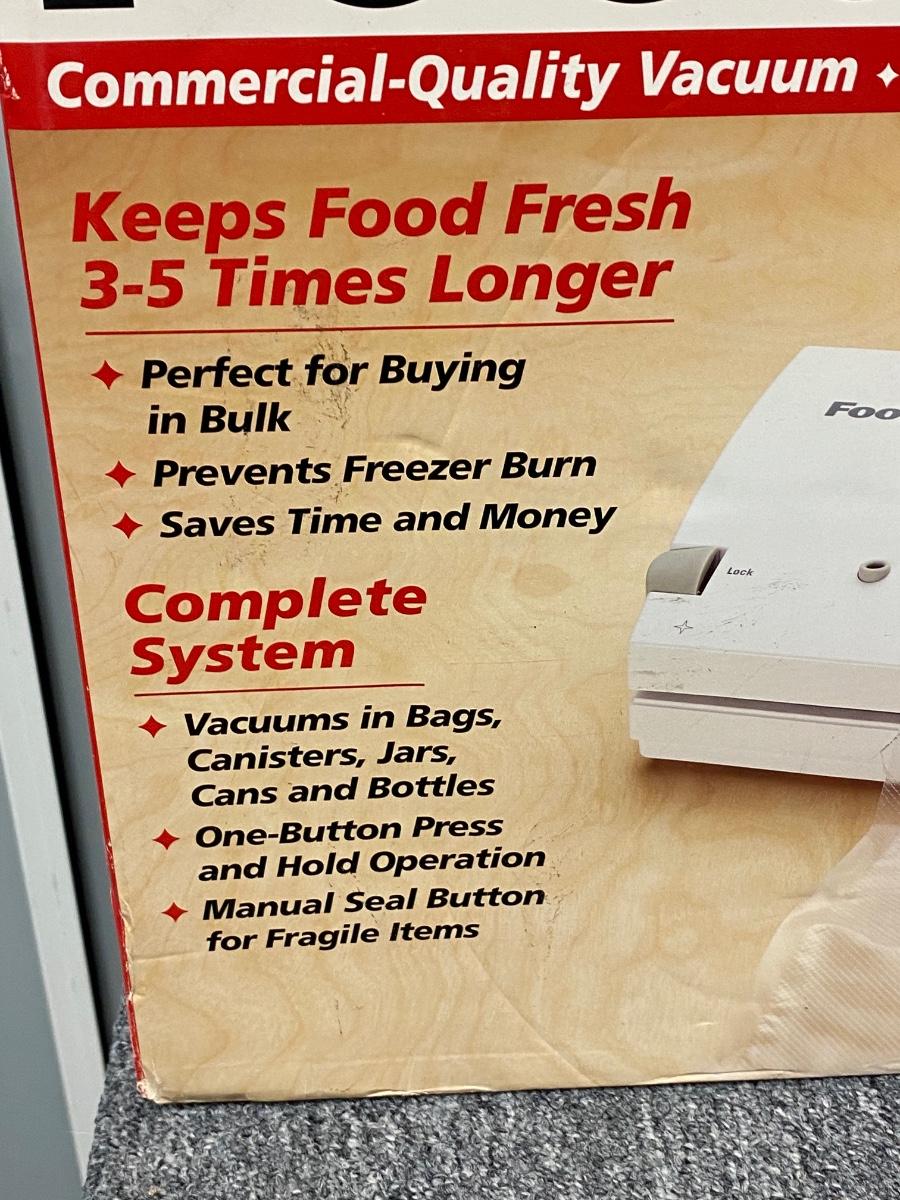 Commercial-Quality Vacuum
Keeps Food Fresh
3-5 Times Longer
Perfect for Buying
in Bulk
Prevents Freezer Burn
Saves Time and Money
Foo
Lock
Complete
System
Vacuums in Bags,
Canisters, Jars,
Cans and Bottles
One-Button Press
and Hold Operation
Manual Seal Button
for Fragile Items